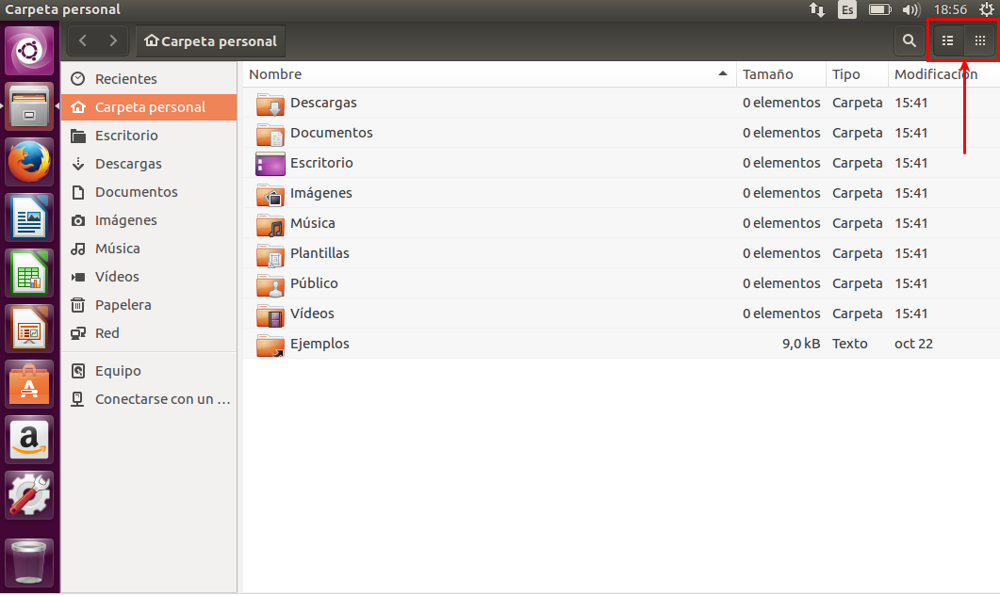 Carpeta personal
Es
18:56
Carpeta personal
Recientes
Carpeta personal
Escritorio
Descargas
Documentos
Imágenes
Música
Vídeos
Papelera
Red
Equipo
Conectarse con un ...
Nombre Tamaño Tipo Modificación
Descargas 0 elementos Carpeta 15:41
Documentos 0 elementos Carpeta 15:41
Escritorio 0 elementos Carpeta 15:41
Imágenes 0 elementos Carpeta 15:41
Música 0 elementos Carpeta 15:41
Plantillas 0 elementos Carpeta 15:41
Público 0 elementos Carpeta 15:41
Vídeos 0 elementos Carpeta 15:41
Ejemplos 9,0 kB Texto oct 22